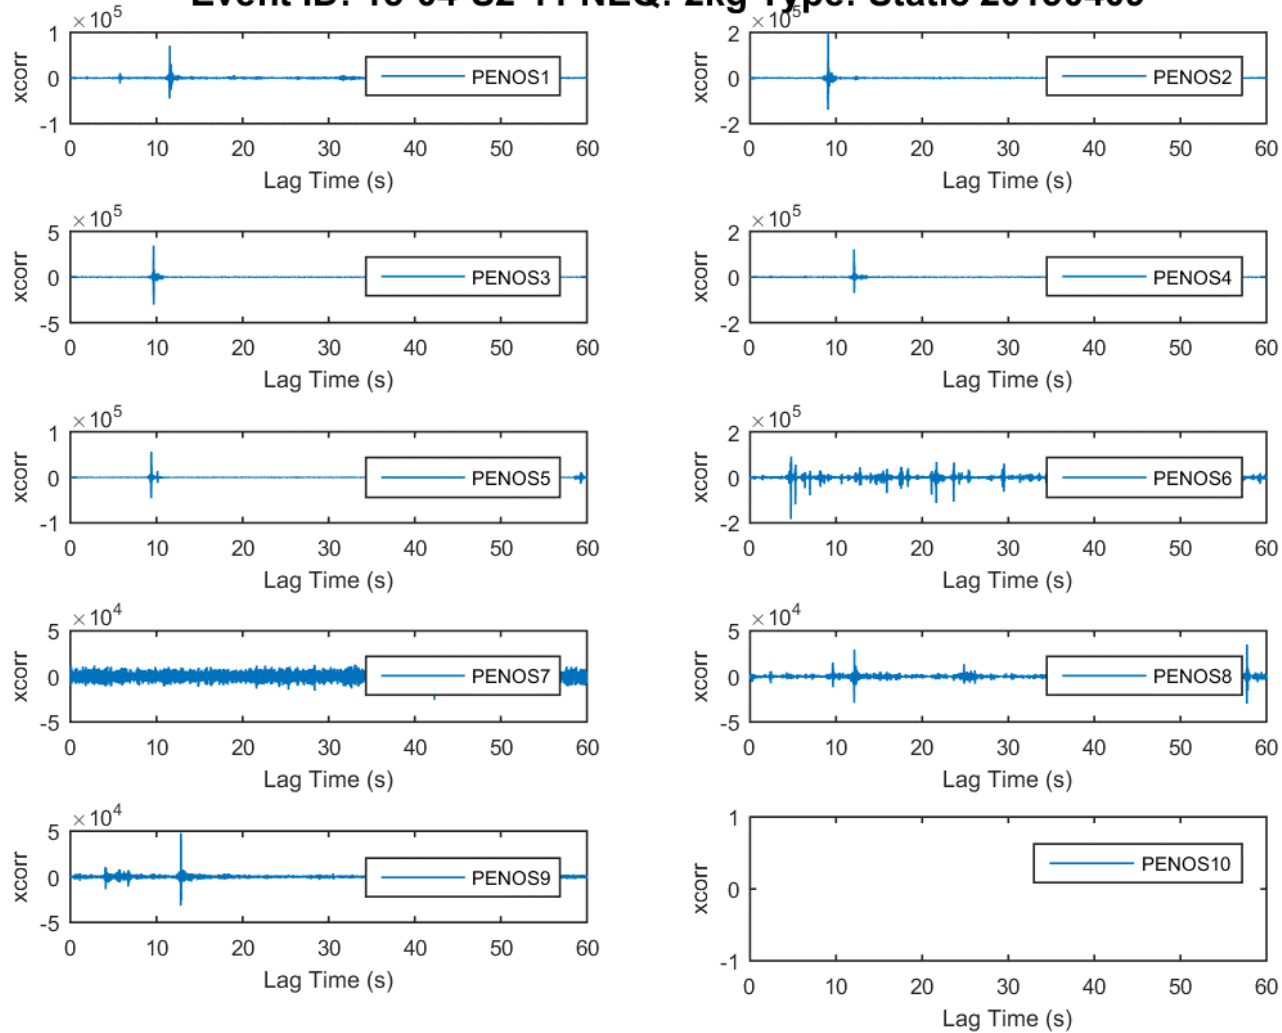 ×10^5 ×10^5
1 0 -1 xcorr PENOS1 2 0 -2 xcorr PENOS2
0 10 20 30 40 50 60 0 10 20 30 40 50 60
Lag Time (s) Lag Time (s)
×10^5 ×10^5
5 0 -5 xcorr PENOS3 2 0 -2 xcorr PENOS4
0 10 20 30 40 50 60 0 10 20 30 40 50 60
Lag Time (s) Lag Time (s)
×10^5 ×10^5
1 0 -1 xcorr PENOS5 2 0 -2 xcorr PENOS6
0 10 20 30 40 50 60 0 10 20 30 40 50 60
Lag Time (s) Lag Time (s)
×10^4 ×10^4
5 0 -5 xcorr PENOS7 5 0 -5 xcorr PENOS8
0 10 20 30 40 50 60 0 10 20 30 40 50 60
Lag Time (s) Lag Time (s)
×10^4
5 0 -5 xcorr PENOS9 1 0 -1 xcorr PENOS10
0 10 20 30 40 50 60 0 10 20 30 40 50 60
Lag Time (s) Lag Time (s)